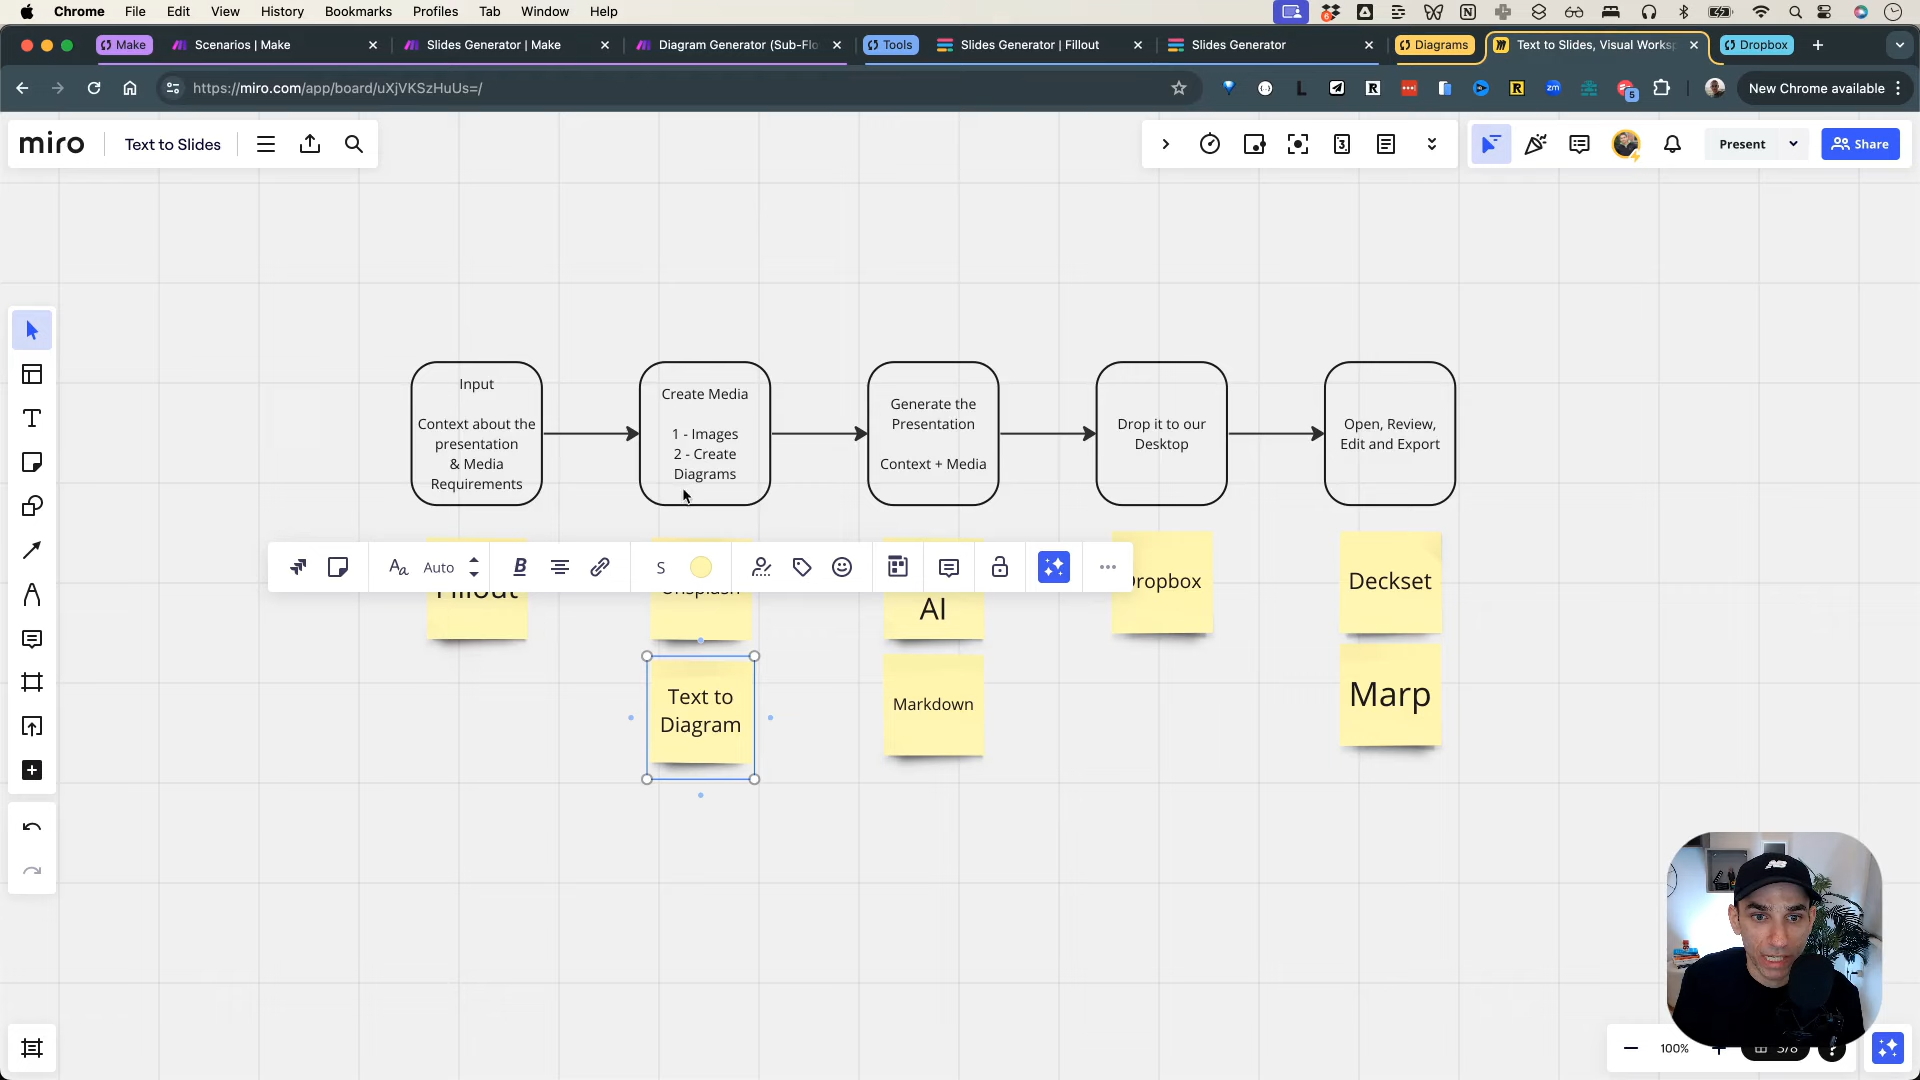 Chrome File Edit View History Bookmarks Profiles Tab Window Help
Make Scenarios | Make Slides Generator | Make Diagram Generator (Sub-Flo Tools Slides Generator | Fillout Slides Generator Diagrams Text to Slides, Visual Worksp Dropbox
https://miro.com/app/board/uXjVKSzHuUs=/
New Chrome available
miro Text to Slides
Present Share
Input
Context about the
presentation
& Media
Requirements
Create Media
1 - Images
2 - Create
Diagrams
Generate the
Presentation
Context + Media
Drop it to our
Desktop
Open, Review,
Edit and Export
Auto
B
S
Fillout
Unsplash
AI
Dropbox
Deckset
Text to
Diagram
Markdown
Marp
100%